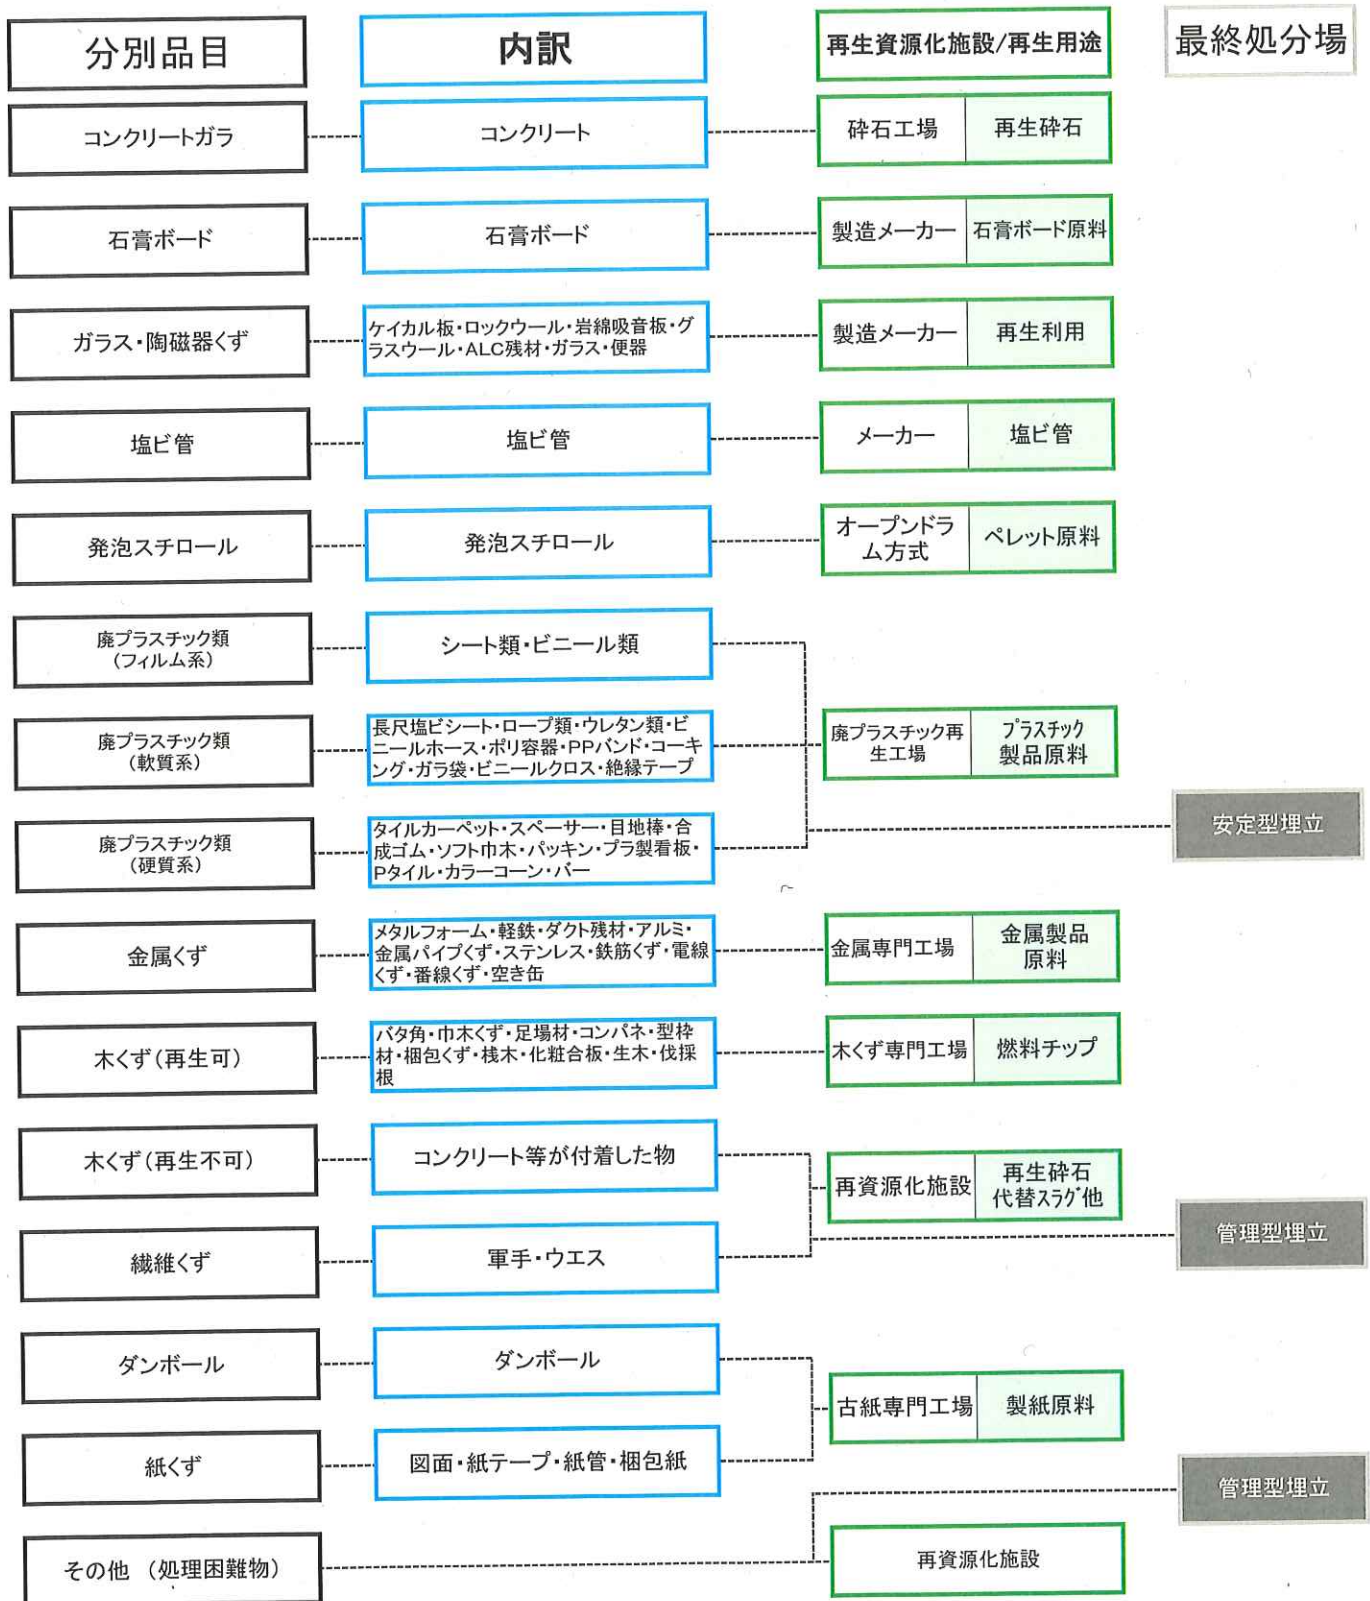 分別品目
内訳
再生資源化施設/再生用途
最終処分場
コンクリートガラ
コンクリート
砕石工場
再生砕石
石膏ボード
石膏ボード
製造メーカー
石膏ボード原料
ガラス・陶磁器くず
ケイカル板・ロックウール・岩綿吸音板・グ
ラスウール・ALC残材・ガラス・便器
製造メーカー
再生利用
塩ビ管
塩ビ管
メーカー
塩ビ管
発泡スチロール
発泡スチロール
オープンドラ
ム方式
ペレット原料
廃プラスチック類
(フィルム系)
シート類・ビニール類
廃プラスチック類
(軟質系)
長尺塩ビシート・ロープ類・ウレタン類・ビ
ニールホース・ポリ容器・PPバンド・コーキ
ング・ガラ袋・ビニールクロス・絶縁テープ
廃プラスチック再
生工場
プラスチック
製品原料
廃プラスチック類
(硬質系)
タイルカーペット・スペーサー・目地棒・合
成ゴム・ソフト巾木・パッキン・プラ製看板・
Pタイル・カラーコーン・バー
安定型埋立
金属くず
メタルフォーム・軽鉄・ダクト残材・アルミ・
金属パイプくず・ステンレス・鉄筋くず・電線
くず・番線くず・空き缶
金属専門工場
金属製品
原料
木くず(再生可)
バタ角・巾木くず・足場材・コンパネ・型枠
材・梱包くず・桟木・化粧合板・生木・伐採
根
木くず専門工場
燃料チップ
木くず(再生不可)
コンクリート等が付着した物
再資源化施設
再生砕石
代替スラグ他
繊維くず
軍手・ウエス
管理型埋立
ダンボール
ダンボール
古紙専門工場
製紙原料
紙くず
図面・紙テープ・紙管・梱包紙
管理型埋立
その他 (処理困難物)
再資源化施設